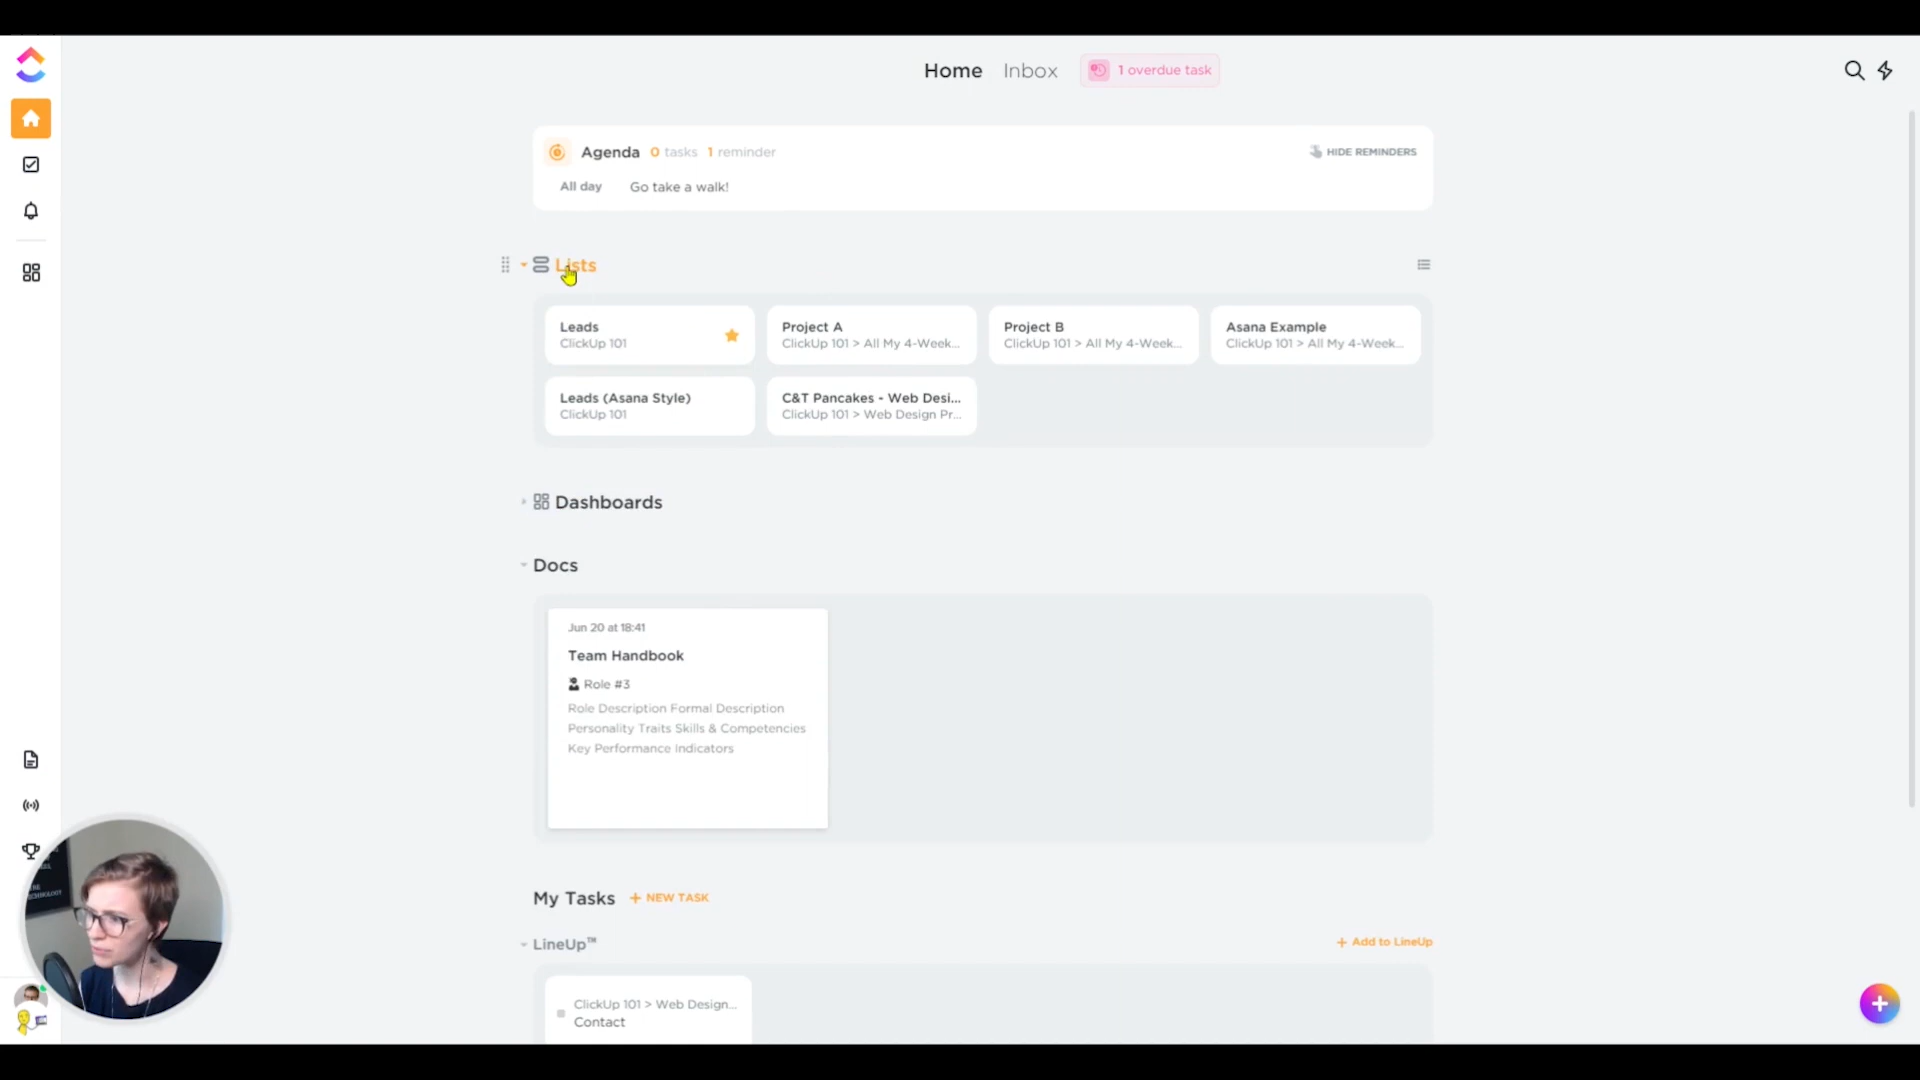 Home
Inbox
1 overdue task
Agenda
0 tasks
1 reminder
HIDE REMINDERS
All day
Go take a walk!
Lists
Leads
ClickUp 101
Project A
ClickUp 101 > All My 4-Week...
Project B
ClickUp 101 > All My 4-Week...
Asana Example
ClickUp 101 > All My 4-Week...
Leads (Asana Style)
ClickUp 101
C&T Pancakes - Web Desi...
ClickUp 101 > Web Design Pr...
Dashboards
Docs
Jun 20 at 18:41
Team Handbook
Role #3
Role Description Formal Description
Personality Traits Skills & Competencies
Key Performance Indicators
My Tasks
+ NEW TASK
LineUp™
+ Add to LineUp
ClickUp 101 > Web Design...
Contact